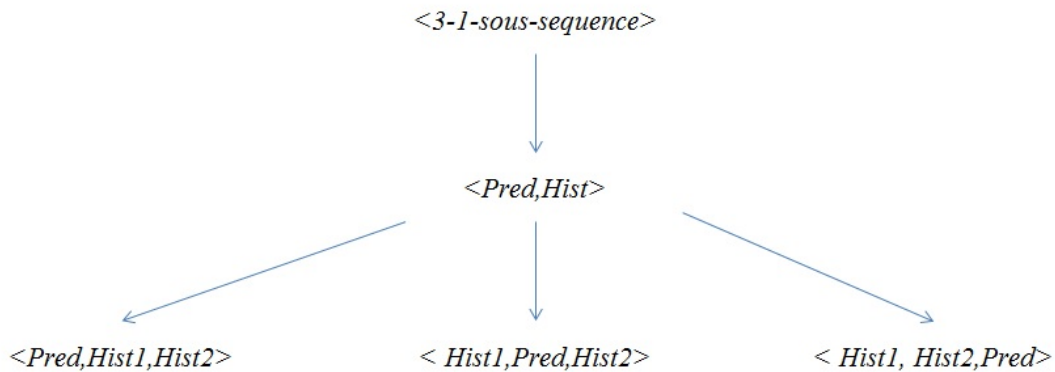 <3-1-sous-sequence>
<Pred,Hist>
<Pred,Hist1,Hist2>
< Hist1,Pred,Hist2>
< Hist1, Hist2,Pred>